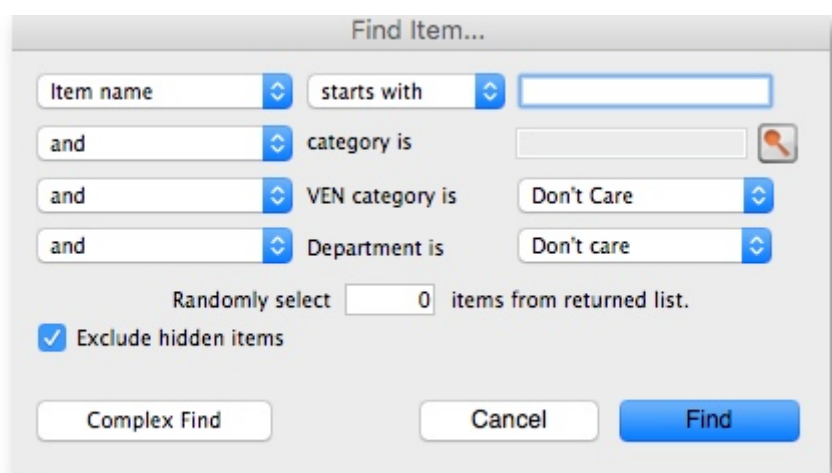 Find Item...
Item name starts with
and category is
and VEN category is Don't Care
and Department is Don't care
Randomly select 0 items from returned list.
Exclude hidden items
Complex Find Cancel Find